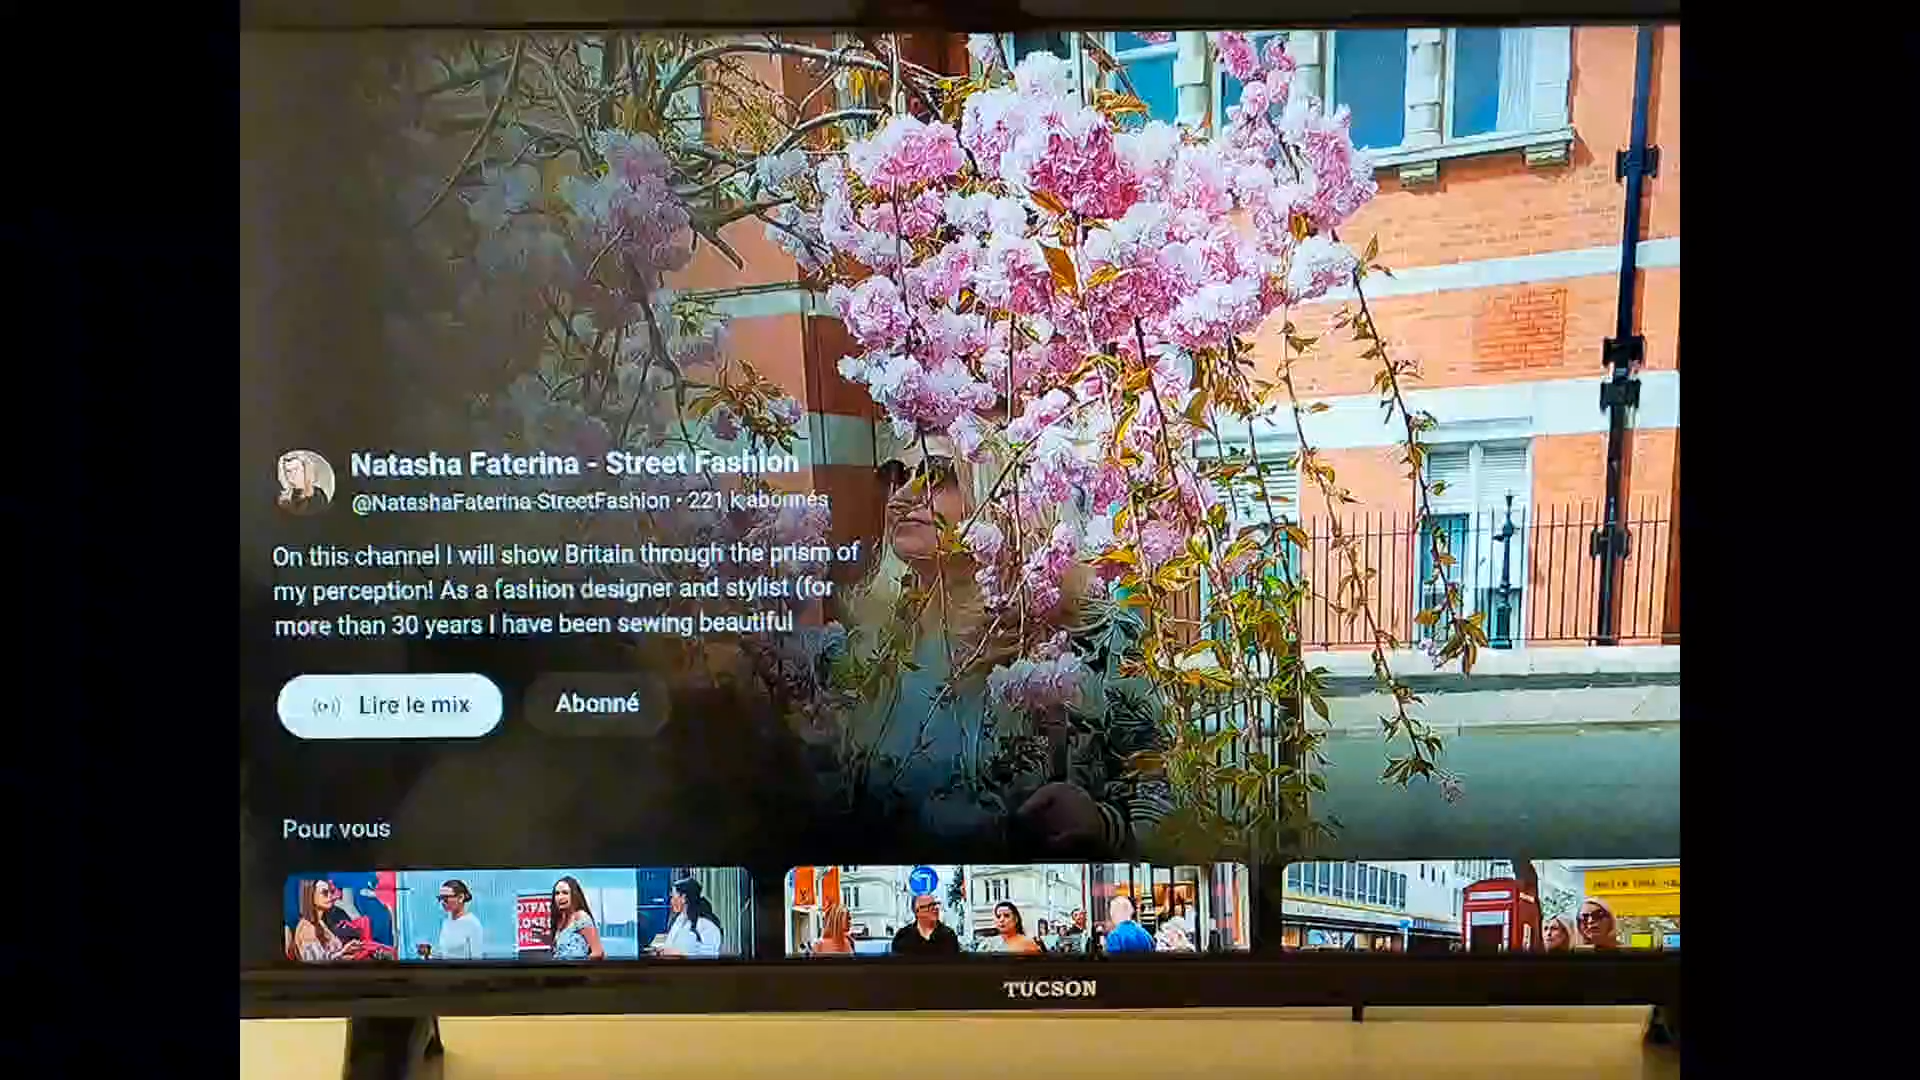 Natasha Faterina - Street Fashion
@NatashaFaterina-StreetFashion • 221 k abonnés
On this channel I will show Britain through the prism of
my perception! As a fashion designer and stylist (for
more than 30 years I have been sewing beautiful
Lire le mix
Abonné
Pour vous
TUCSON